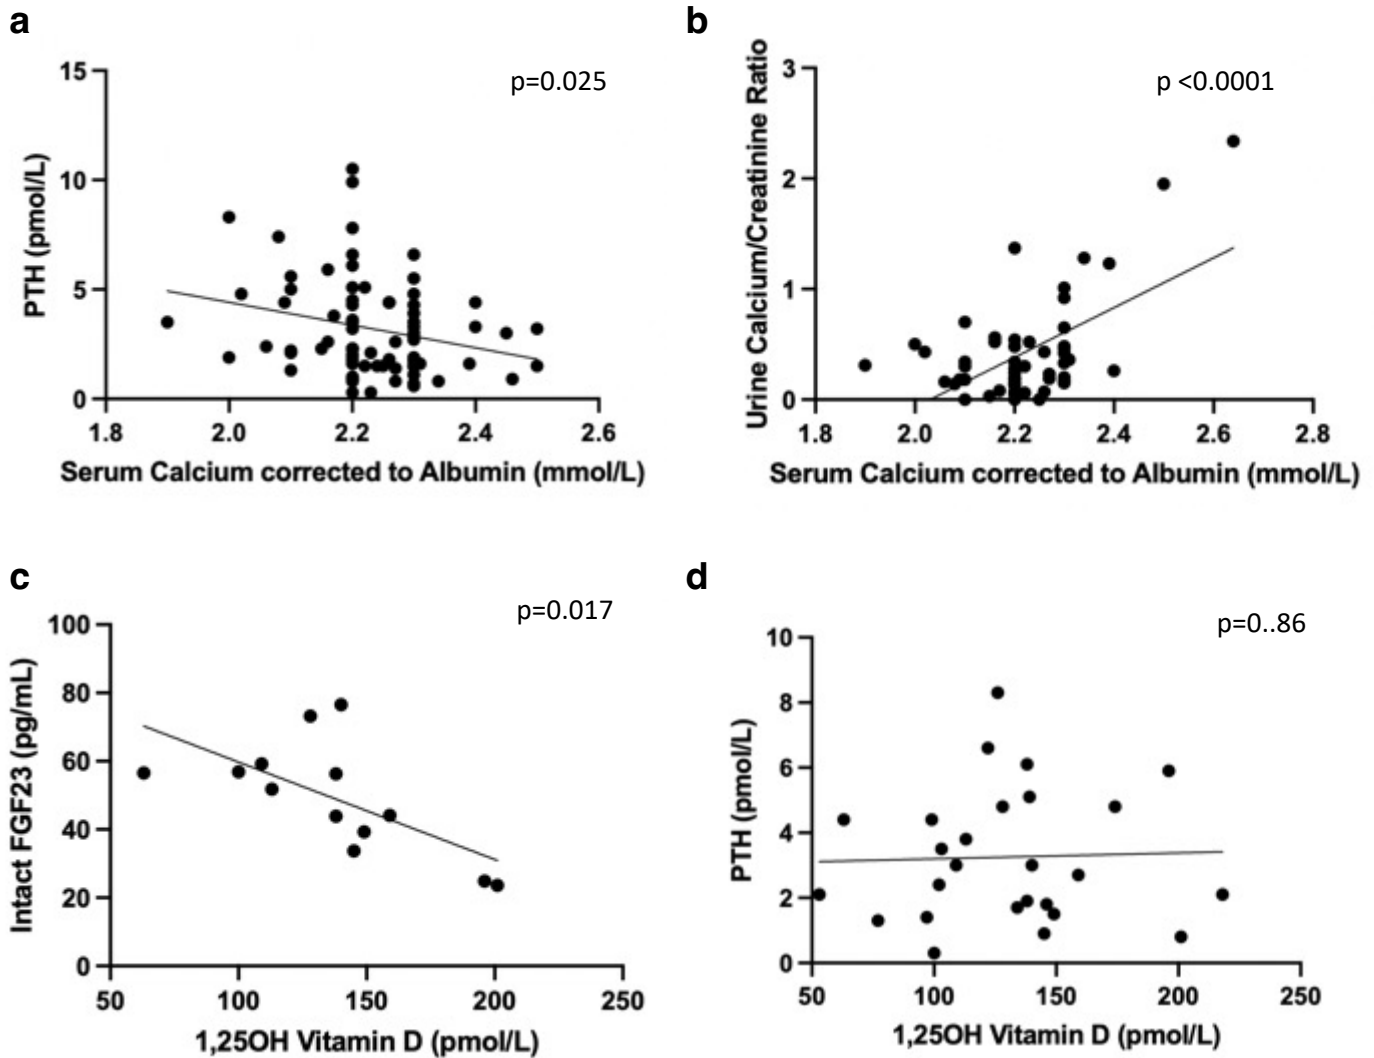 a
p=0.025
PTH (pmol/L)
15
10
5
0
1.8 2.0 2.2 2.4 2.6
Serum Calcium corrected to Albumin (mmol/L)
b
p <0.0001
Urine Calcium/Creatinine Ratio
3
2
1
0
1.8 2.0 2.2 2.4 2.6 2.8
Serum Calcium corrected to Albumin (mmol/L)
c
p=0.017
Intact FGF23 (pg/mL)
100
80
60
40
20
0
50 100 150 200 250
1,25OH Vitamin D (pmol/L)
d
p=0..86
PTH (pmol/L)
10
8
6
4
2
0
50 100 150 200 250
1,25OH Vitamin D (pmol/L)